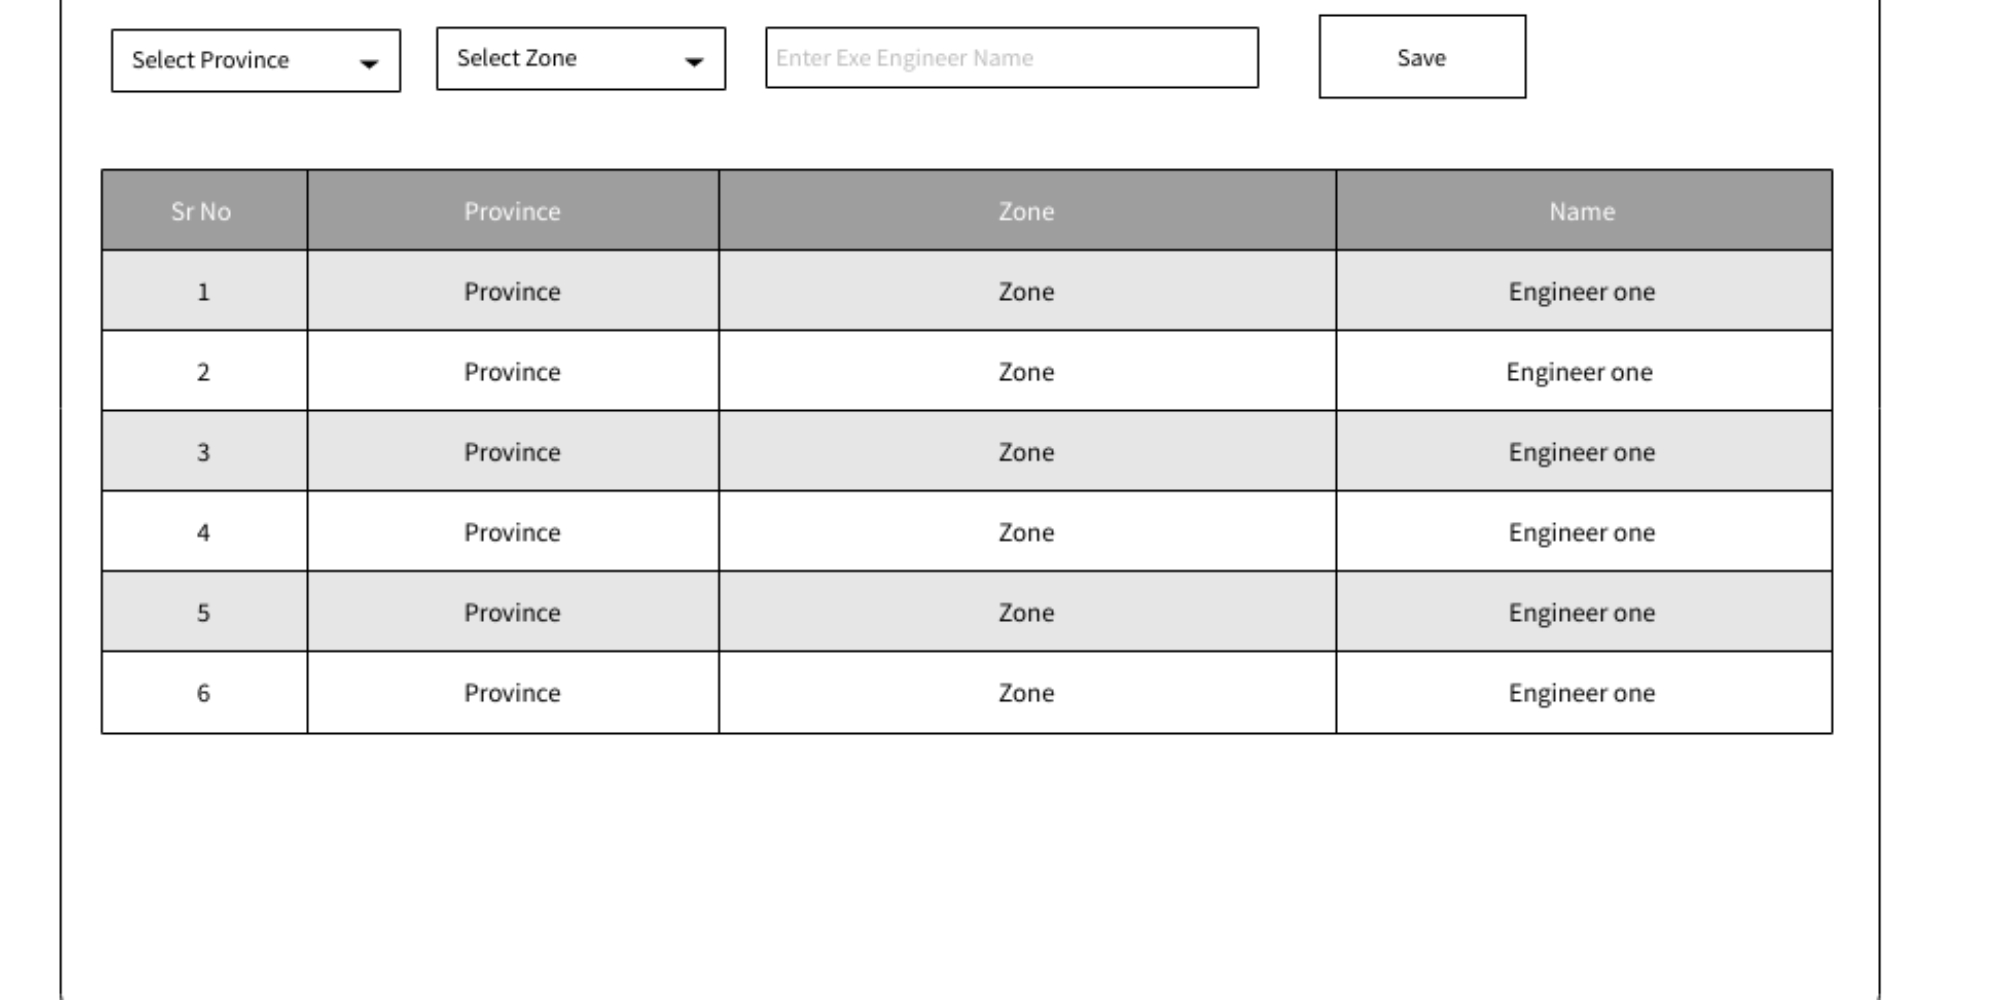 Select Province Select Zone Enter Exe Engineer Name Save
Sr No Province Zone Name
1 Province Zone Engineer one
2 Province Zone Engineer one
3 Province Zone Engineer one
4 Province Zone Engineer one
5 Province Zone Engineer one
6 Province Zone Engineer one